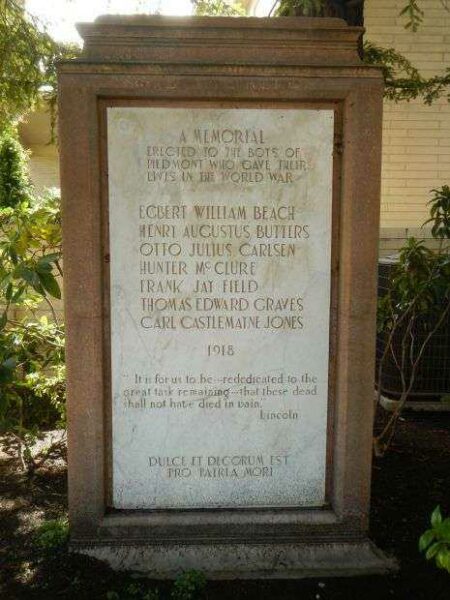 A MEMORIAL
ERECTED TO THE BOYS OF
PIEDMONT WHO GAVE THEIR
LIVES IN THE WORLD WAR
EGBERT WILLIAM BEACH
HENRY AUGUSTUS BUTTERS
OTTO JULIUS CARLSEN
HUNTER McCLURE
FRANK JAY FIELD
THOMAS EDWARD GRAVES
CARL CASTLEMAYNE JONES
1918
"It is for us to be—rededicated to the
great task remaining—that these dead
shall not have died in vain.
Lincoln
DULCE ET DECORUM EST
PRO PATRIA MORI